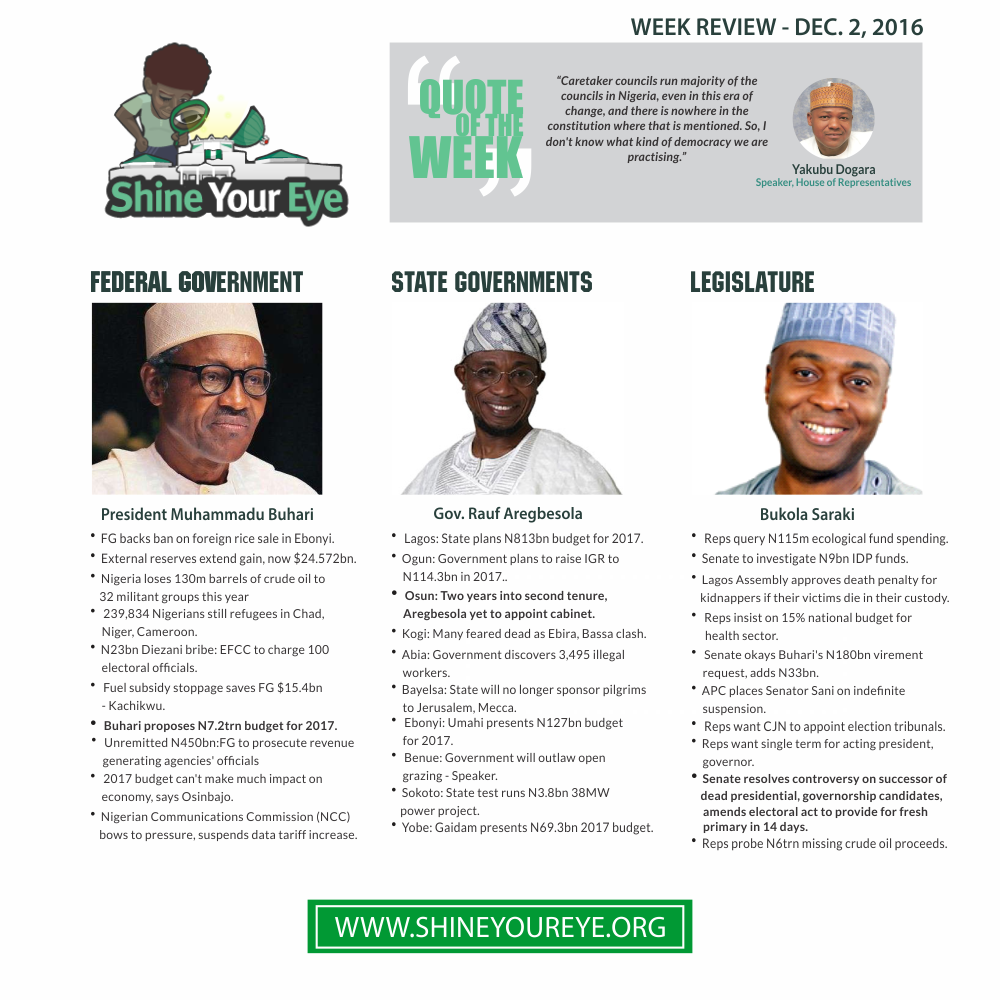 WEEK REVIEW - DEC. 2, 2016
Shine Your Eye
QUOTE
OF THE
WEEK
“Caretaker councils run majority of the
councils in Nigeria, even in this era of
change, and there is nowhere in the
constitution where that is mentioned. So, I
don't know what kind of democracy we are
practising.”
Yakubu Dogara
Speaker, House of Representatives
FEDERAL GOVERNMENT
President Muhammadu Buhari
• FG backs ban on foreign rice sale in Ebonyi.
• External reserves extend gain, now $24.572bn.
• Nigeria loses 130m barrels of crude oil to
32 militant groups this year
• 239,834 Nigerians still refugees in Chad,
Niger, Cameroon.
• N23bn Diezani bribe: EFCC to charge 100
electoral officials.
• Fuel subsidy stoppage saves FG $15.4bn
- Kachikwu.
• Buhari proposes N7.2trn budget for 2017.
• Unremitted N450bn:FG to prosecute revenue
generating agencies' officials
• 2017 budget can't make much impact on
economy, says Osinbajo.
• Nigerian Communications Commission (NCC)
bows to pressure, suspends data tariff increase.
STATE GOVERNMENTS
Gov. Rauf Aregbesola
• Lagos: State plans N813bn budget for 2017.
• Ogun: Government plans to raise IGR to
N114.3bn in 2017..
• Osun: Two years into second tenure,
Aregbesola yet to appoint cabinet.
• Kogi: Many feared dead as Ebira, Bassa clash.
• Abia: Government discovers 3,495 illegal
workers.
• Bayelsa: State will no longer sponsor pilgrims
to Jerusalem, Mecca.
• Ebonyi: Umahi presents N127bn budget
for 2017.
• Benue: Government will outlaw open
grazing - Speaker.
• Sokoto: State test runs N3.8bn 38MW
power project.
• Yobe: Gaidam presents N69.3bn 2017 budget.
LEGISLATURE
Bukola Saraki
• Reps query N115m ecological fund spending.
• Senate to investigate N9bn IDP funds.
• Lagos Assembly approves death penalty for
kidnappers if their victims die in their custody.
• Reps insist on 15% national budget for
health sector.
• Senate okays Buhari's N180bn virement
request, adds N33bn.
• APC places Senator Sani on indefinite
suspension.
• Reps want CJN to appoint election tribunals.
• Reps want single term for acting president,
governor.
• Senate resolves controversy on successor of
dead presidential, governorship candidates,
amends electoral act to provide for fresh
primary in 14 days.
• Reps probe N6trn missing crude oil proceeds.
WWW.SHINEYOUREYE.ORG